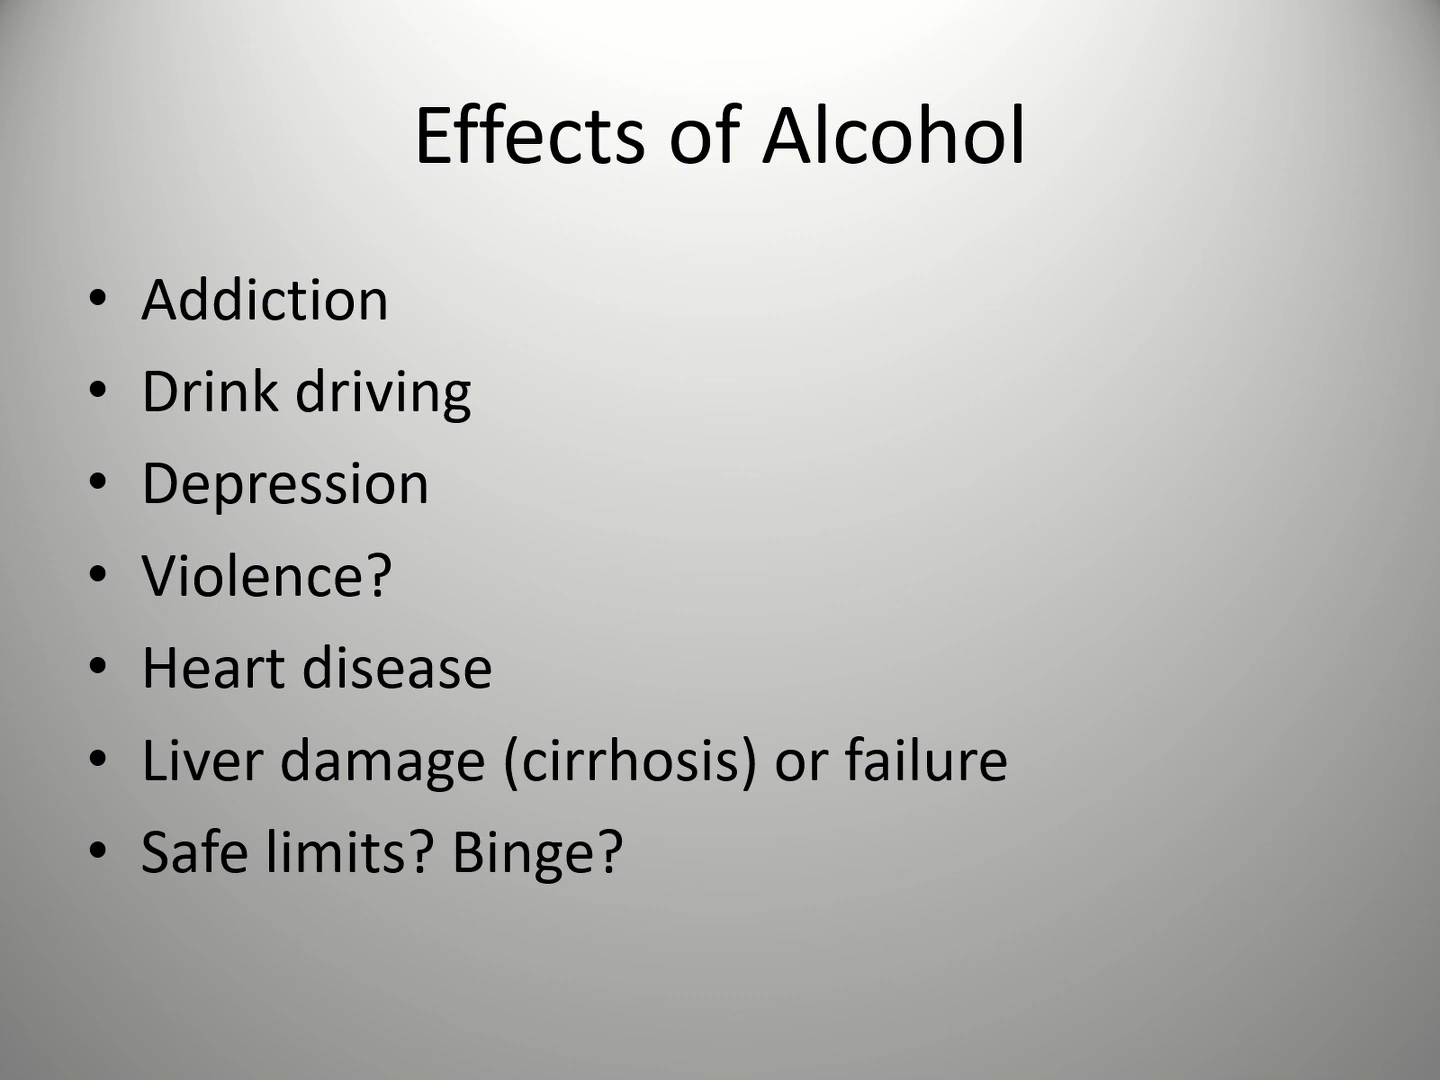 Effects of Alcohol
• Addiction
• Drink driving
• Depression
• Violence?
• Heart disease
• Liver damage (cirrhosis) or failure
• Safe limits? Binge?